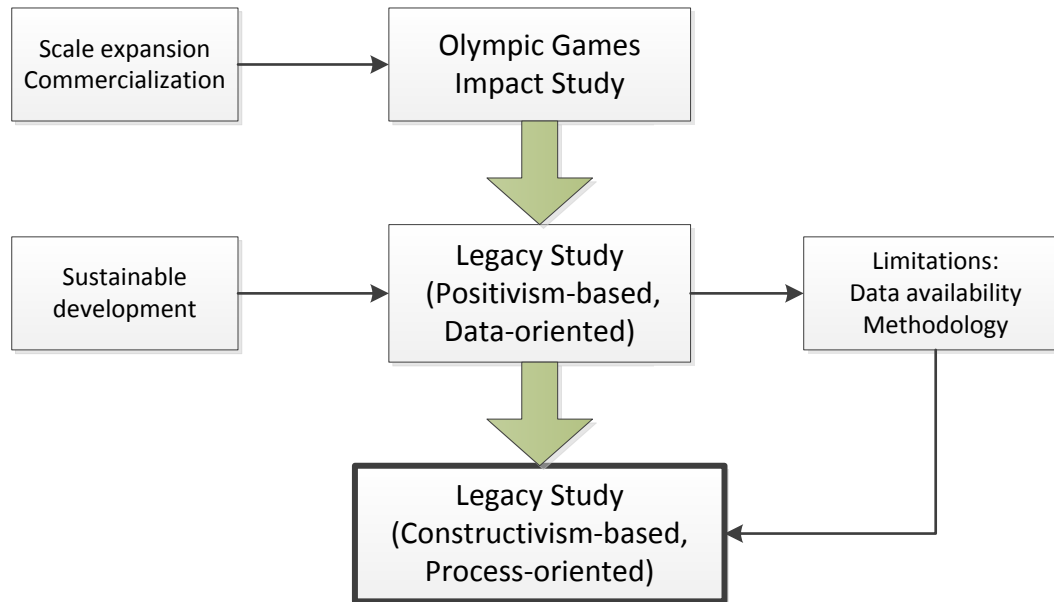 Scale expansion
Commercialization
Olympic Games
Impact Study
Sustainable
development
Legacy Study
(Positivism-based,
Data-oriented)
Limitations:
Data availability
Methodology
Legacy Study
(Constructivism-based,
Process-oriented)